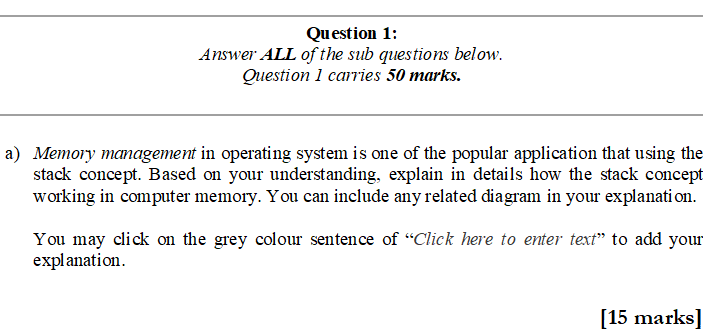 Question 1:
Answer ALL of the sub questions below.
Question 1 carries 50 marks.
a) Memory management in operating system is one of the popular application that using the
stack concept. Based on your understanding, explain in details how the stack concept
working in computer memory. You can include any related diagram in your explanation.
You may click on the grey colour sentence of “Click here to enter text” to add your
explanation.
[15 marks]